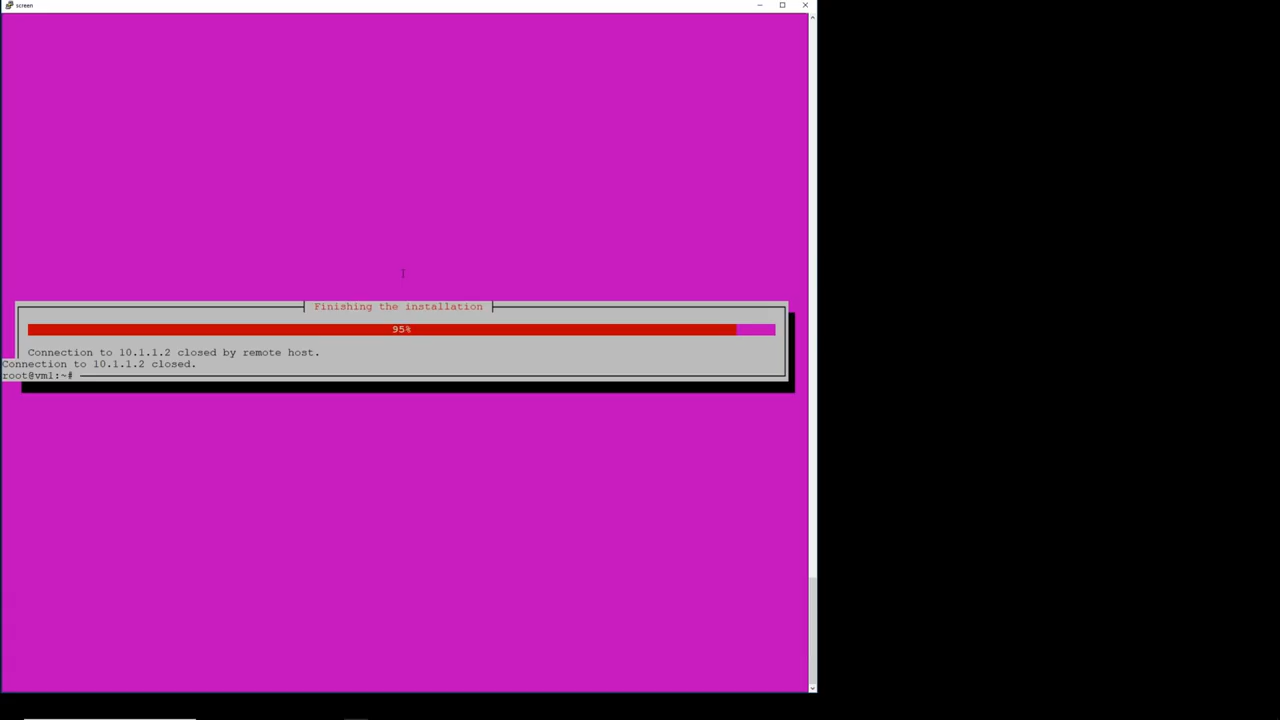 screen
Finishing the installation
95%
Connection to 10.1.1.2 closed by remote host.
Connection to 10.1.1.2 closed.
root@vm1:~#